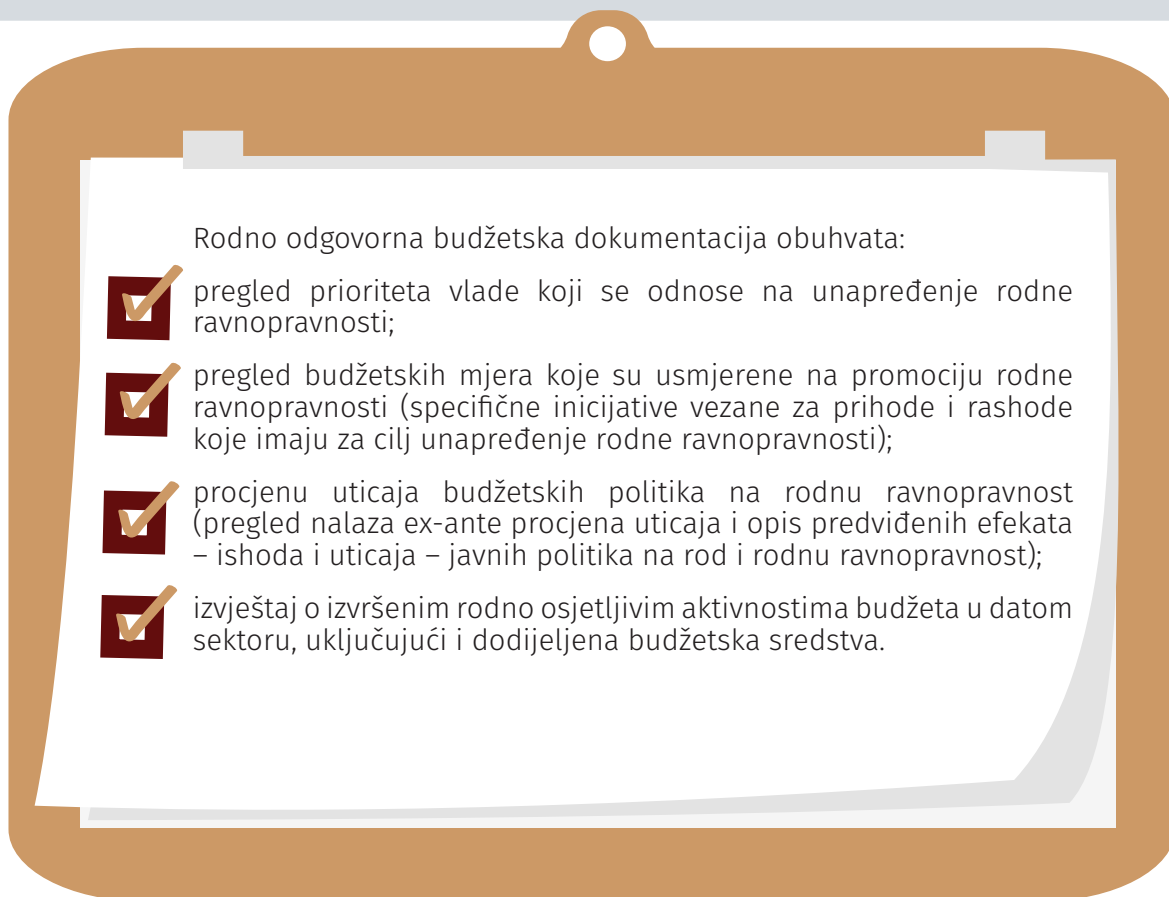 Rodno odgovorna budžetska dokumentacija obuhvata:
pregled prioriteta vlade koji se odnose na unapređenje rodne
ravnopravnosti;
pregled budžetskih mjera koje su usmjerene na promociju rodne
ravnopravnosti (specifične inicijative vezane za prihode i rashode
koje imaju za cilj unapređenje rodne ravnopravnosti);
procjenu uticaja budžetskih politika na rodnu ravnopravnost
(pregled nalaza ex-ante procjena uticaja i opis predviđenih efekata
– ishoda i uticaja – javnih politika na rod i rodnu ravnopravnost);
izvještaj o izvršenim rodno osjetljivim aktivnostima budžeta u datom
sektoru, uključujući i dodijeljena budžetska sredstva.